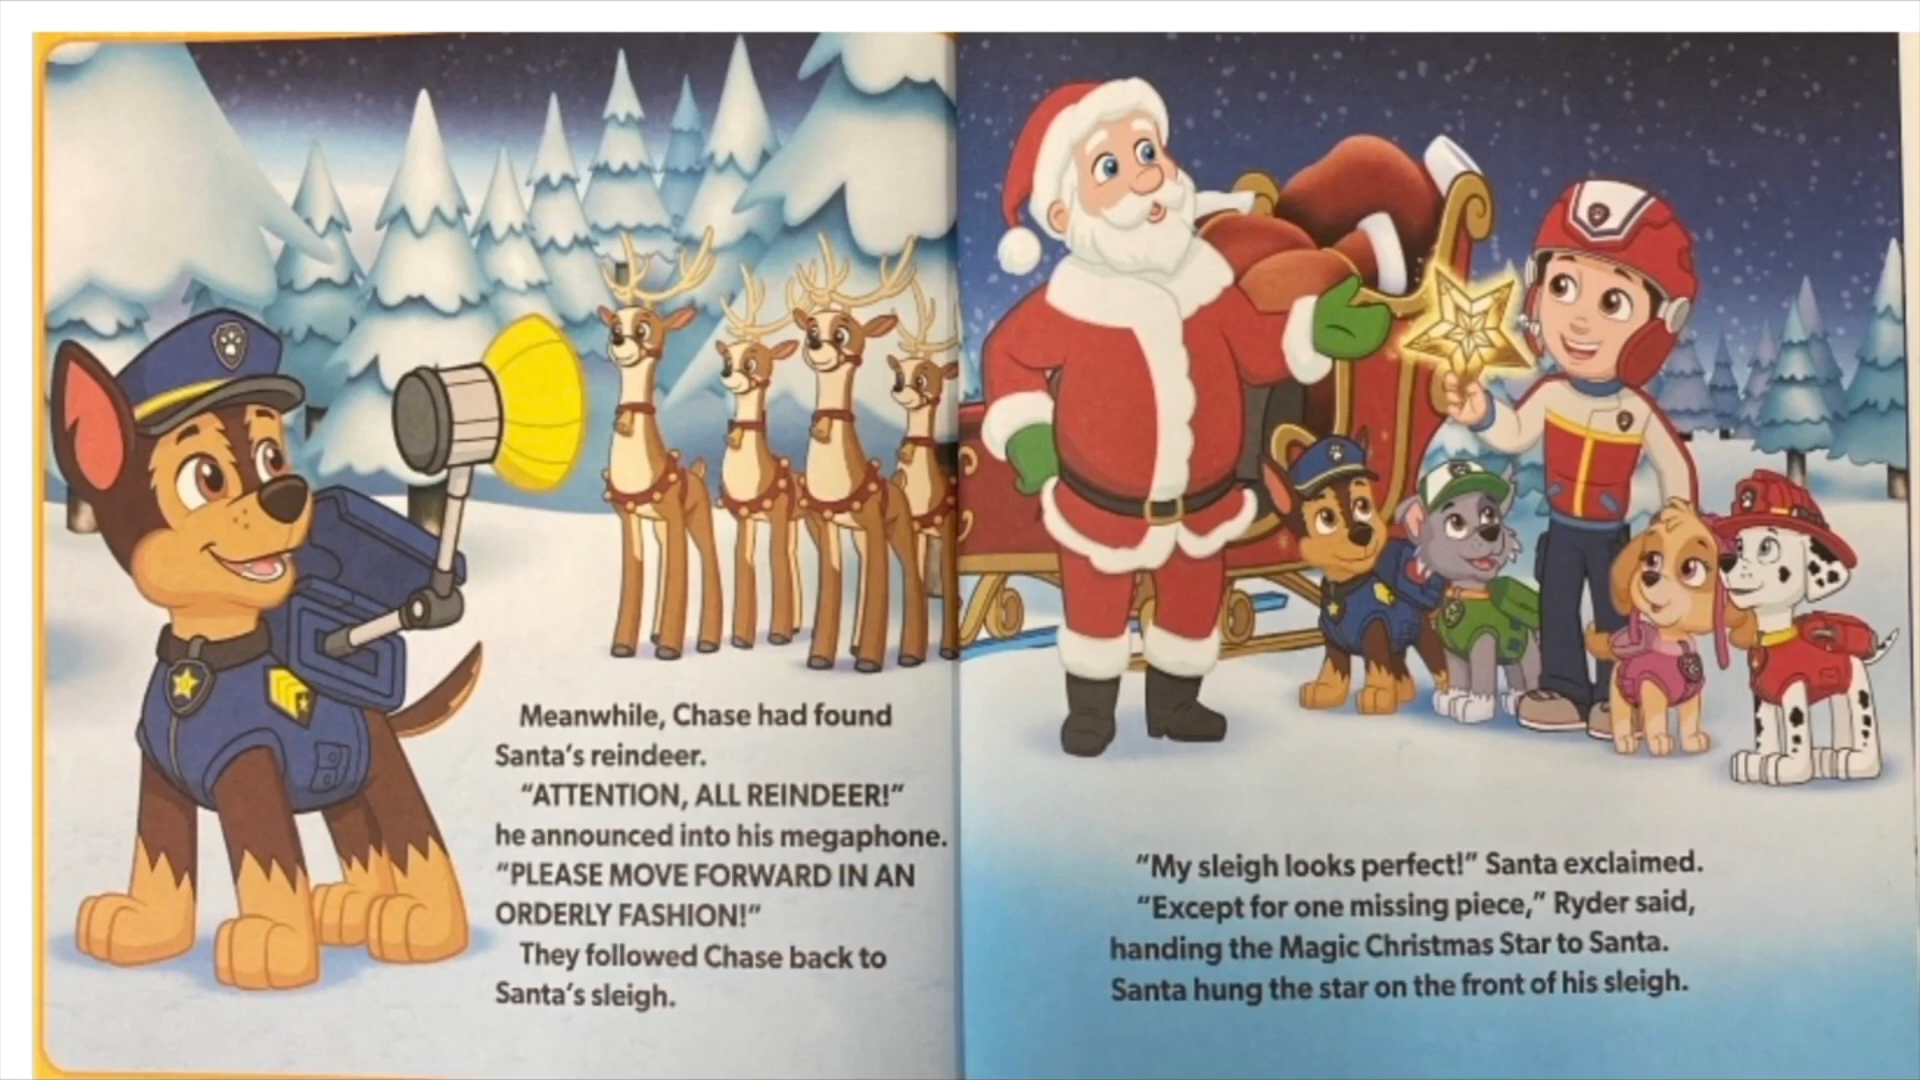 Meanwhile, Chase had found
Santa's reindeer.
"ATTENTION, ALL REINDEER!"
he announced into his megaphone.
"PLEASE MOVE FORWARD IN AN
ORDERLY FASHION!"
They followed Chase back to
Santa's sleigh.
"My sleigh looks perfect!" Santa exclaimed.
"Except for one missing piece," Ryder said,
handing the Magic Christmas Star to Santa.
Santa hung the star on the front of his sleigh.